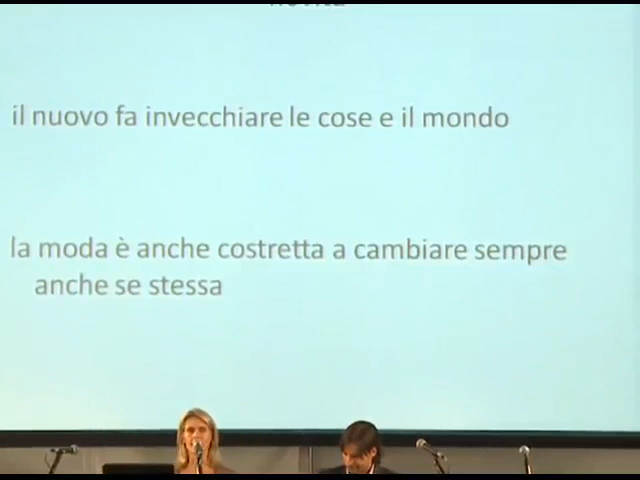 il nuovo fa invecchiare le cose e il mondo
la moda è anche costretta a cambiare sempre
anche se stessa